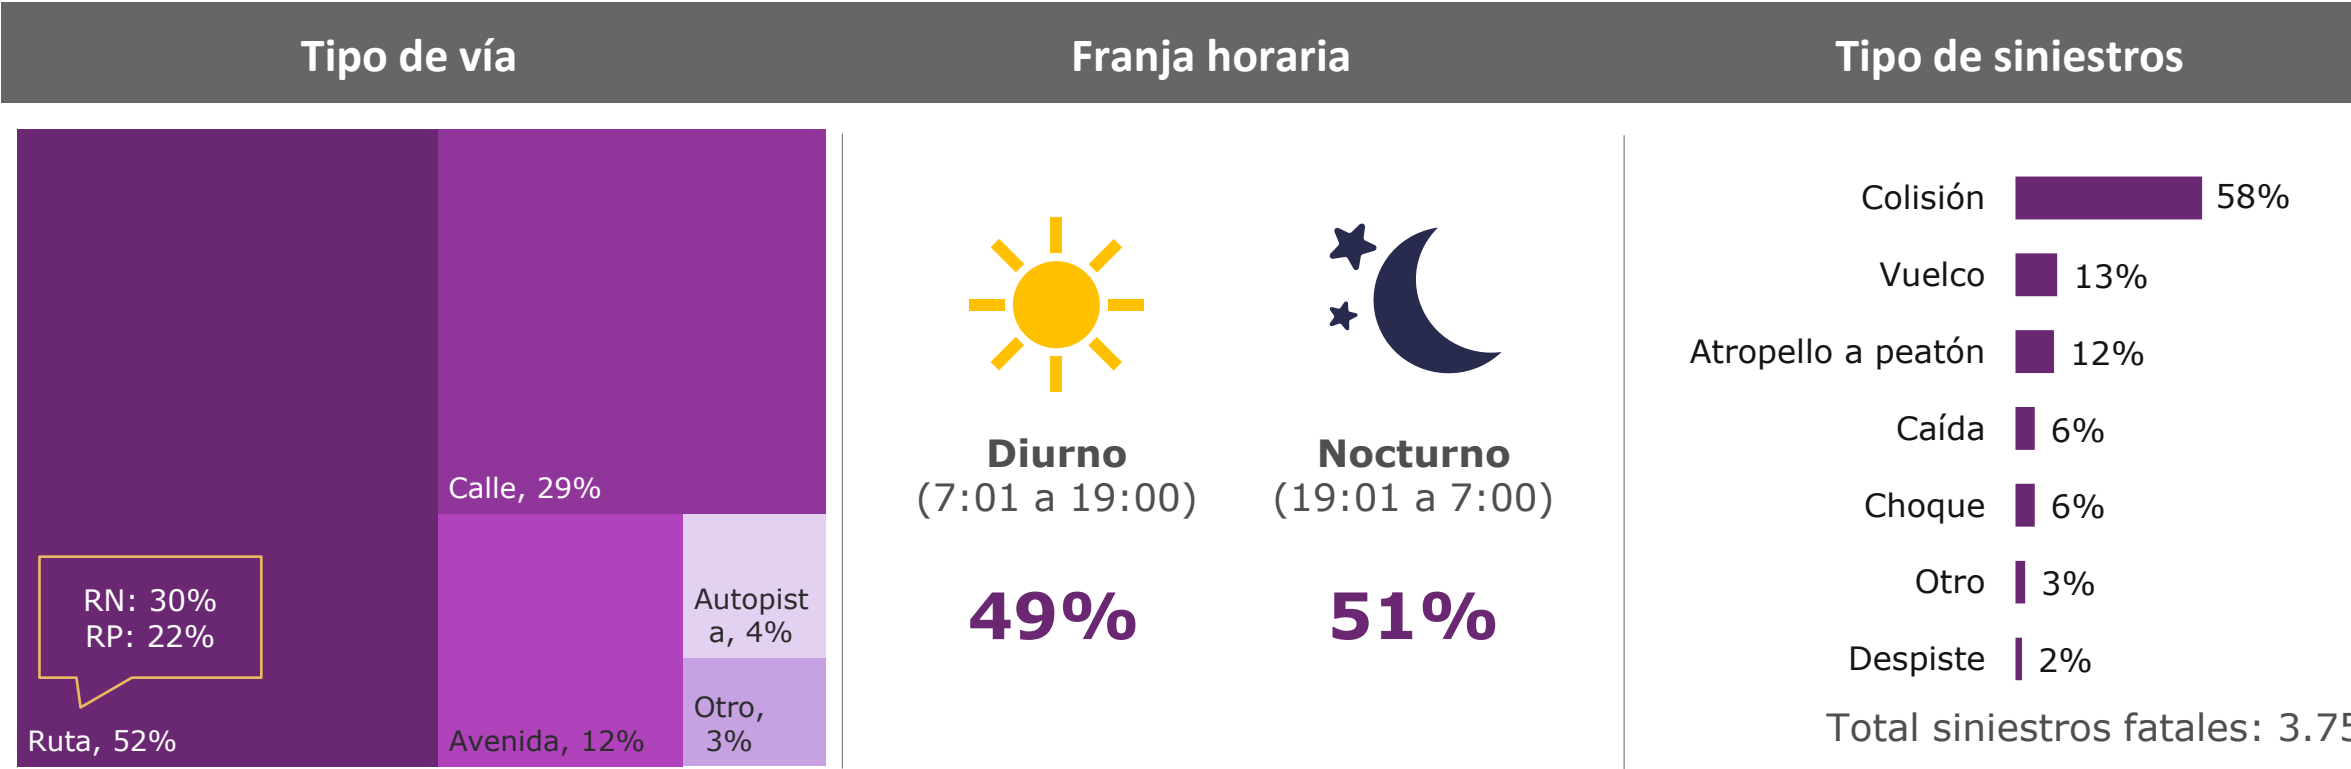 Tipo de vía
Franja horaria
Tipo de siniestros
Calle, 29%
RN: 30%
RP: 22%
Ruta, 52%
Avenida, 12%
Autopist
a, 4%
Otro,
3%
Diurno
(7:01 a 19:00)
49%
Nocturno
(19:01 a 7:00)
51%
Colisión 58%
Vuelco 13%
Atropello a peatón 12%
Caída 6%
Choque 6%
Otro 3%
Despiste 2%
Total siniestros fatales: